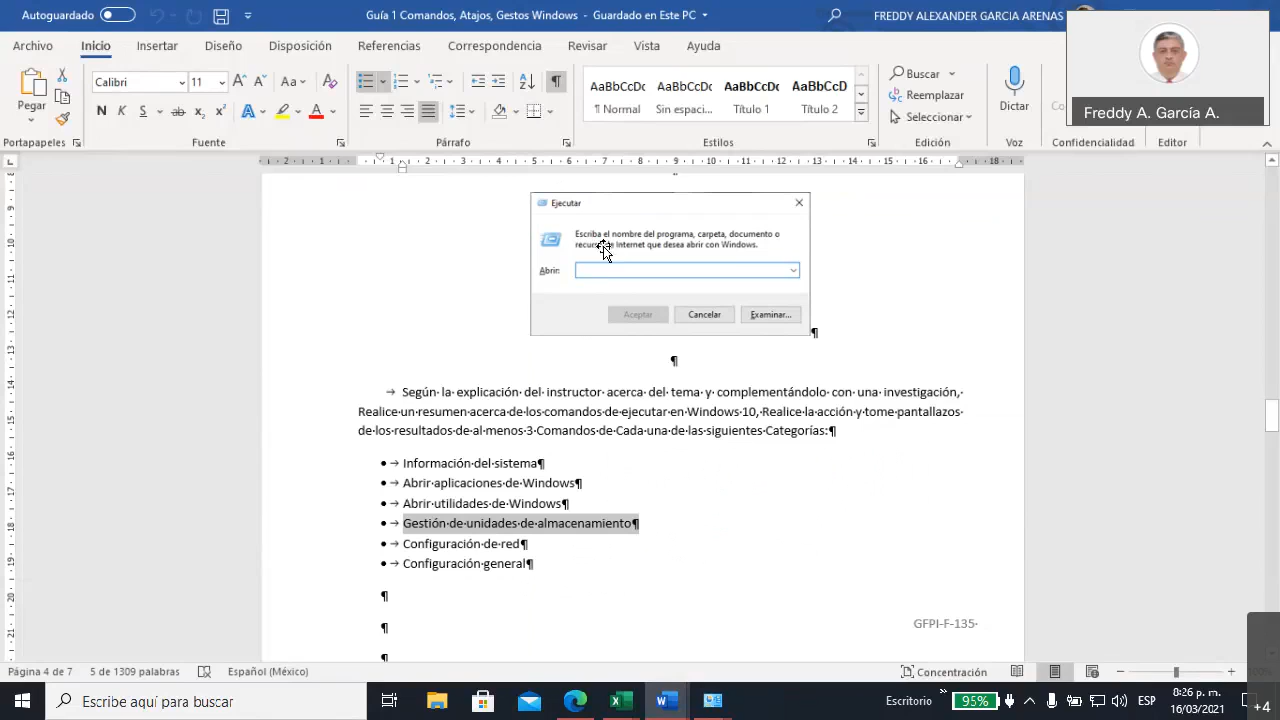 Autoguardado
Guía 1 Comandos, Atajos, Gestos Windows - Guardado en Este PC
FREDDY ALEXANDER GARCIA ARENAS
Archivo Inicio Insertar Diseño Disposición Referencias Correspondencia Revisar Vista Ayuda
Freddy A. García A.
Pegar
Calibri 11
N K S
AaBbCcDc AaBbCcDc AaBbCcDc AaBbCcDc
¶ Normal Sin espaci... Título 1 Título 2
Buscar
Reemplazar
Seleccionar
Dictar
Portapapeles Fuente Párrafo Estilos Edición Voz Confidencialidad Editor
Ejecutar
Escriba el nombre del programa, carpeta, documento o
recurso de Internet que desea abrir con Windows.
Abrir:
Aceptar Cancelar Examinar...
Según la explicación del instructor acerca del tema y complementándolo con una investigación,
Realice un resumen acerca de los comandos de ejecutar en Windows 10, Realice la acción y tome pantallazos
de los resultados de al menos 3 Comandos de Cada una de las siguientes Categorías:¶
Información del sistema¶
Abrir aplicaciones de Windows¶
Abrir utilidades de Windows¶
Gestión de unidades de almacenamiento¶
Configuración de red¶
Configuración general¶
GFPI-F-135
Página 4 de 7 5 de 1309 palabras Español (México) Concentración 100%
Escribe aquí para buscar
Escritorio 95% ESP
8:26 p. m.
16/03/2021
+4